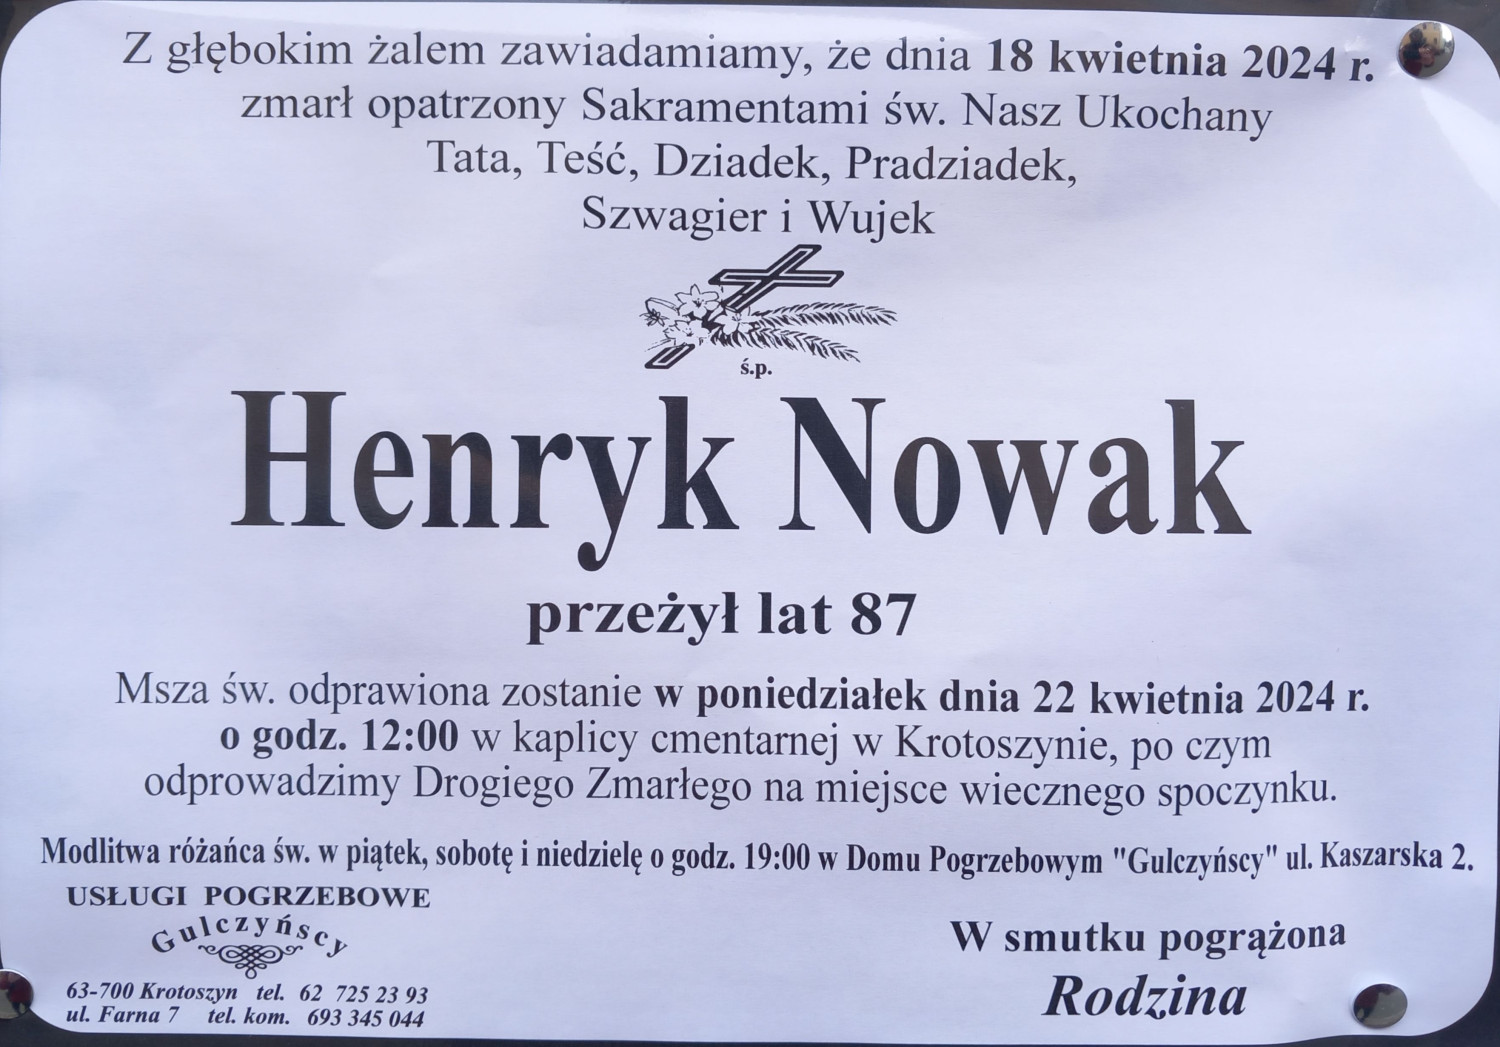 Z głębokim żalem zawiadamiamy, że dnia 18 kwietnia 2024 r.
zmarł opatrzony Sakramentami św. Nasz Ukochany
Tata, Teść, Dziadek, Pradziadek,
Szwagier i Wujek
ś.p.
Henryk Nowak
przeżył lat 87
Msza św. odprawiona zostanie w poniedziałek dnia 22 kwietnia 2024 r.
o godz. 12:00 w kaplicy cmentarnej w Krotoszynie, po czym
odprowadzimy Drogiego Zmarłego na miejsce wiecznego spoczynku.
Modlitwa różańca św. w piątek, sobotę i niedzielę o godz. 19:00 w Domu Pogrzebowym "Gulczyńscy" ul. Kaszarska 2.
USŁUGI POGRZEBOWE
Gulczyńscy
63-700 Krotoszyn tel. 62 725 23 93
ul. Farna 7 tel. kom. 693 345 044
W smutku pogrążona
Rodzina